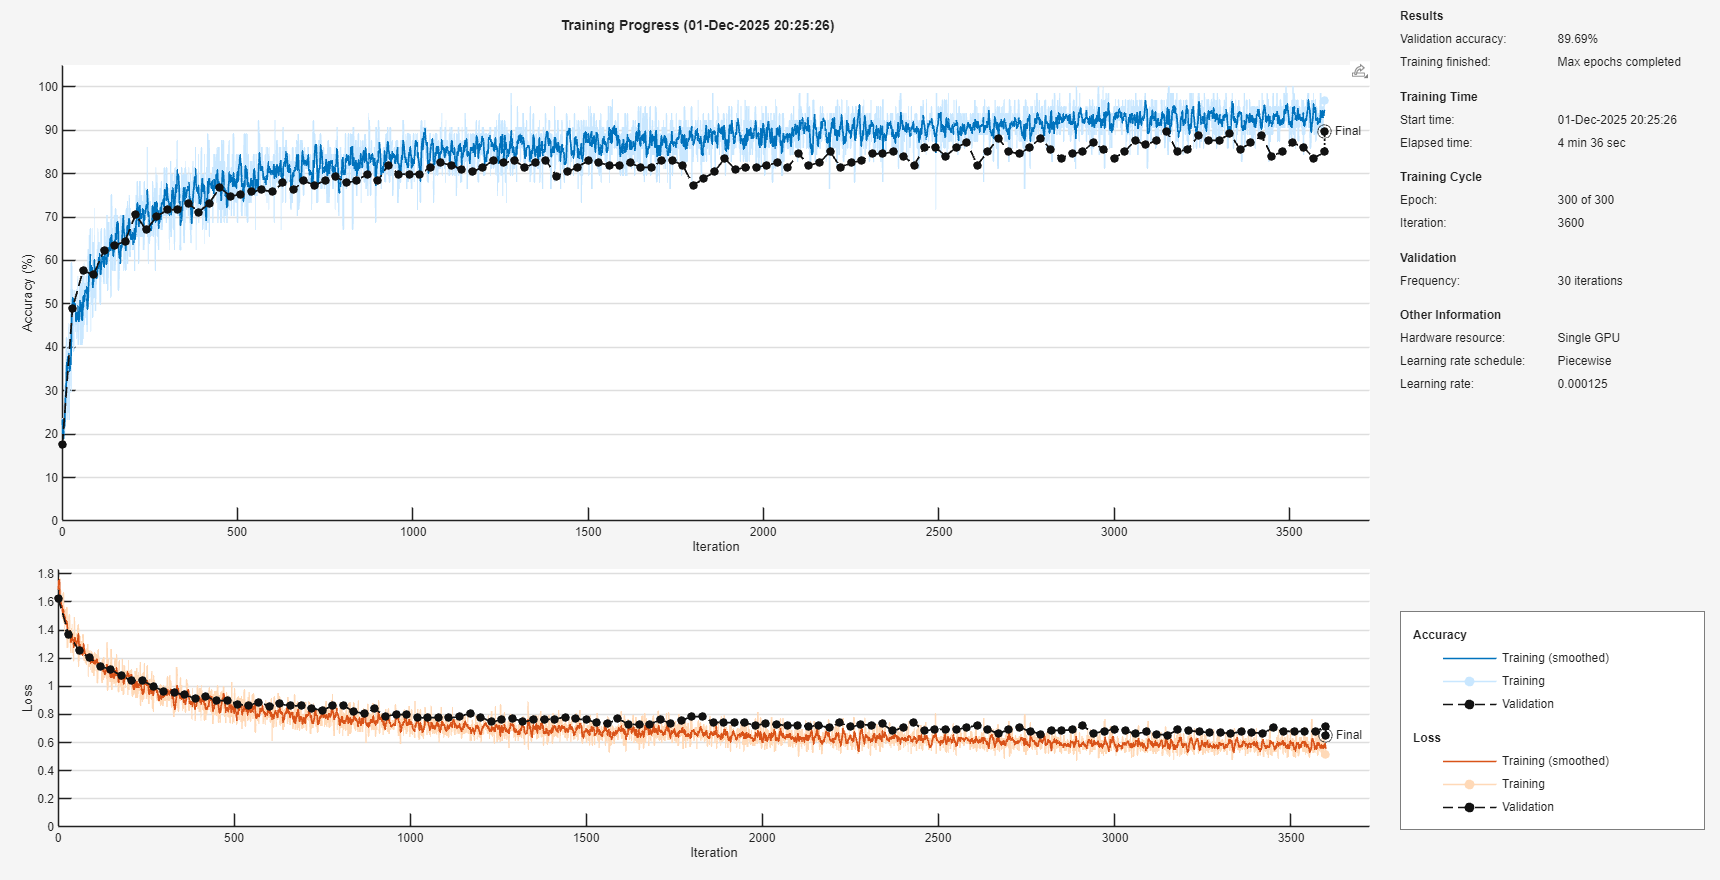 Training Progress (01-Dec-2025 20:25:26)
100
90
80
70
60
50
40
30
20
10
0
Accuracy (%)
0 500 1000 1500 2000 2500 3000 3500
Iteration
Final
1.8
1.6
1.4
1.2
1
0.8
0.6
0.4
0.2
0
Loss
0 500 1000 1500 2000 2500 3000 3500
Iteration
Final
Results
Validation accuracy: 89.69%
Training finished: Max epochs completed
Training Time
Start time: 01-Dec-2025 20:25:26
Elapsed time: 4 min 36 sec
Training Cycle
Epoch: 300 of 300
Iteration: 3600
Validation
Frequency: 30 iterations
Other Information
Hardware resource: Single GPU
Learning rate schedule: Piecewise
Learning rate: 0.000125
Accuracy
Training (smoothed)
Training
Validation
Loss
Training (smoothed)
Training
Validation